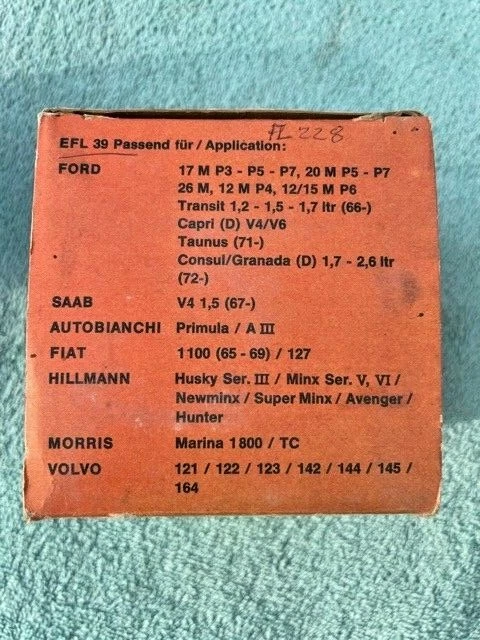 FL 228
EFL 39 Passend für / Application:
FORD 17 M P3 - P5 - P7, 20 M P5 - P7
26 M, 12 M P4, 12/15 M P6
Transit 1,2 - 1,5 - 1,7 ltr (66-)
Capri (D) V4/V6
Taunus (71-)
Consul/Granada (D) 1,7 - 2,6 ltr
(72-)
SAAB V4 1,5 (67-)
AUTOBIANCHI Primula / A III
FIAT 1100 (65 - 69) / 127
HILLMANN Husky Ser. III / Minx Ser. V, VI /
Newminx / Super Minx / Avenger /
Hunter
MORRIS Marina 1800 / TC
VOLVO 121 / 122 / 123 / 142 / 144 / 145 /
164